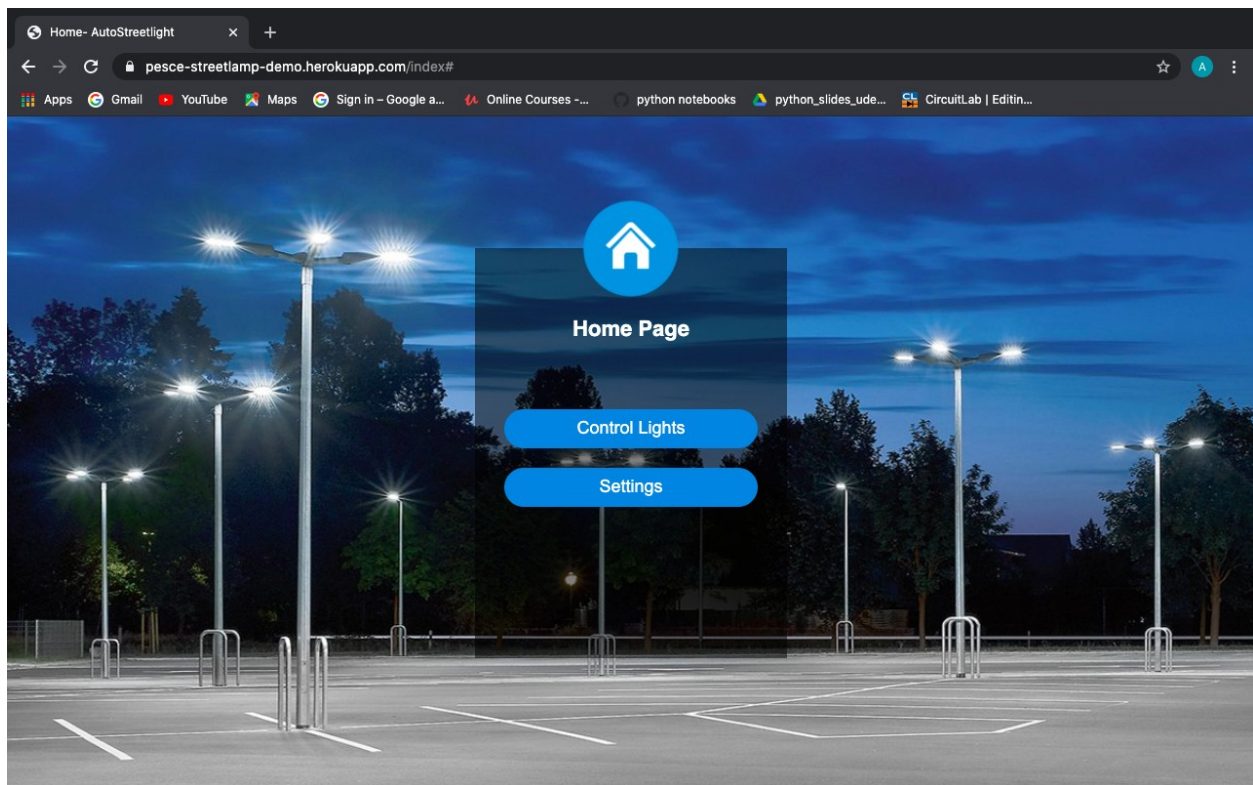 Home- AutoStreetlight
pesce-streetlamp-demo.herokuapp.com/index#
A
Apps Gmail YouTube Maps Sign in – Google a... Online Courses -... python notebooks python_slides_ude... CL CircuitLab | Editin...
Home Page
Control Lights
Settings